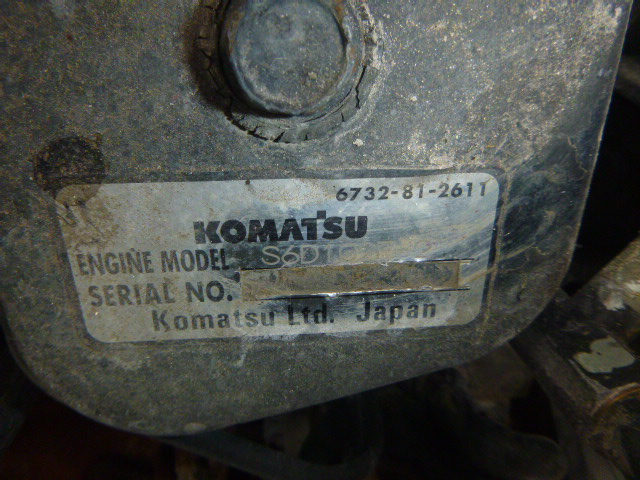 6732-81-2611
KOMATSU
ENGINE MODEL
SERIAL NO.
Komatsu Ltd. Japan